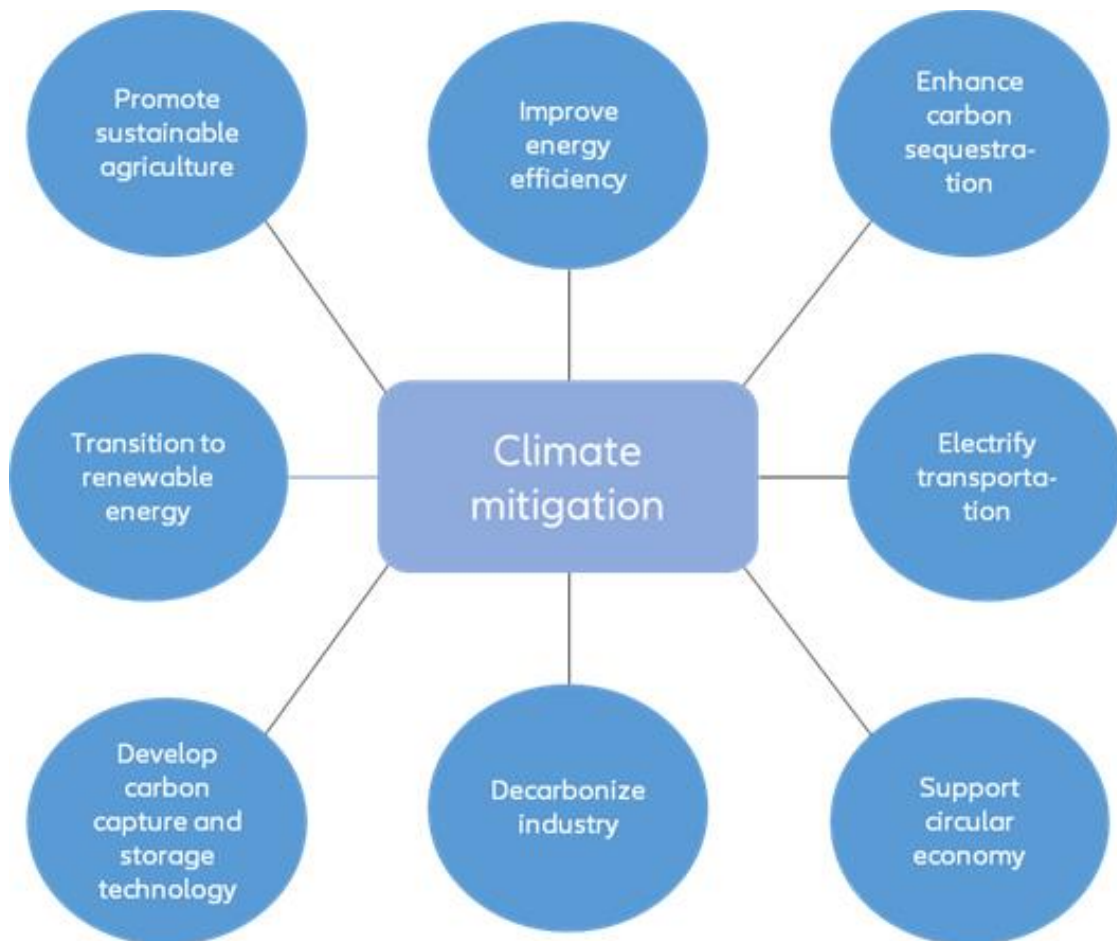 Promote
sustainable
agriculture
Improve
energy
efficiency
Enhance
carbon
sequestra-
tion
Transition to
renewable
energy
Climate
mitigation
Electrify
transporta-
tion
Develop
carbon
capture and
storage
technology
Decarbonize
industry
Support
circular
economy